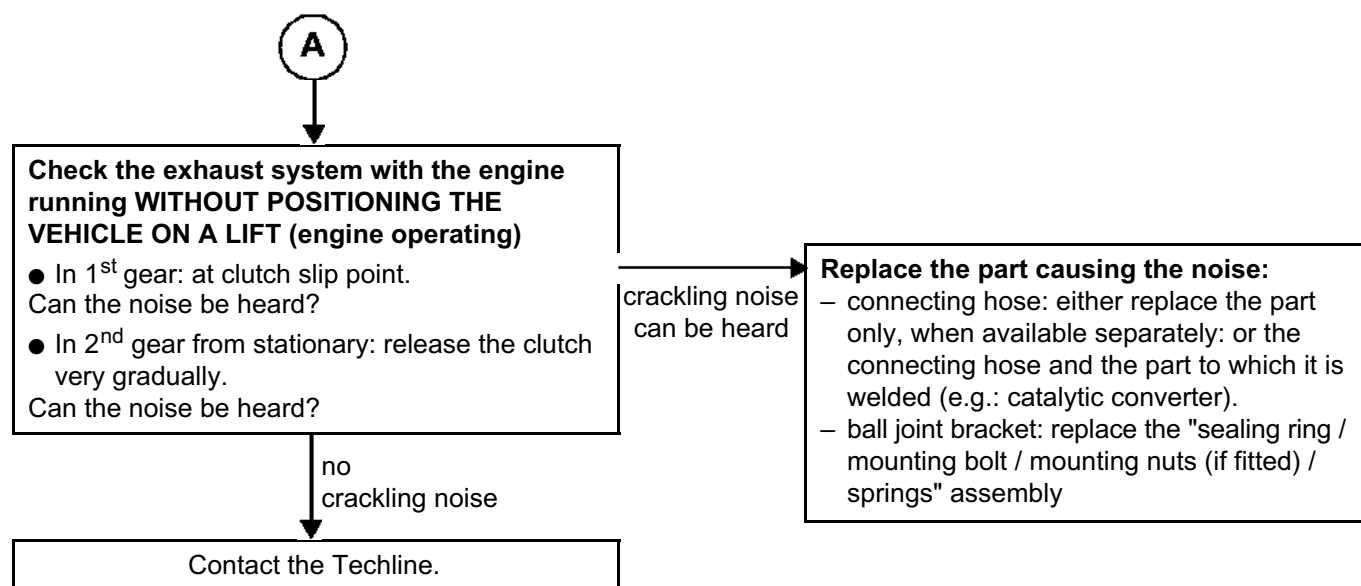 A
Check the exhaust system with the engine
running WITHOUT POSITIONING THE
VEHICLE ON A LIFT (engine operating)
● In 1st gear: at clutch slip point.
Can the noise be heard?
● In 2nd gear from stationary: release the clutch
very gradually.
Can the noise be heard?
crackling noise
can be heard
Replace the part causing the noise:
– connecting hose: either replace the part
only, when available separately: or the
connecting hose and the part to which it is
welded (e.g.: catalytic converter).
– ball joint bracket: replace the "sealing ring /
mounting bolt / mounting nuts (if fitted) /
springs" assembly
no
crackling noise
Contact the Techline.